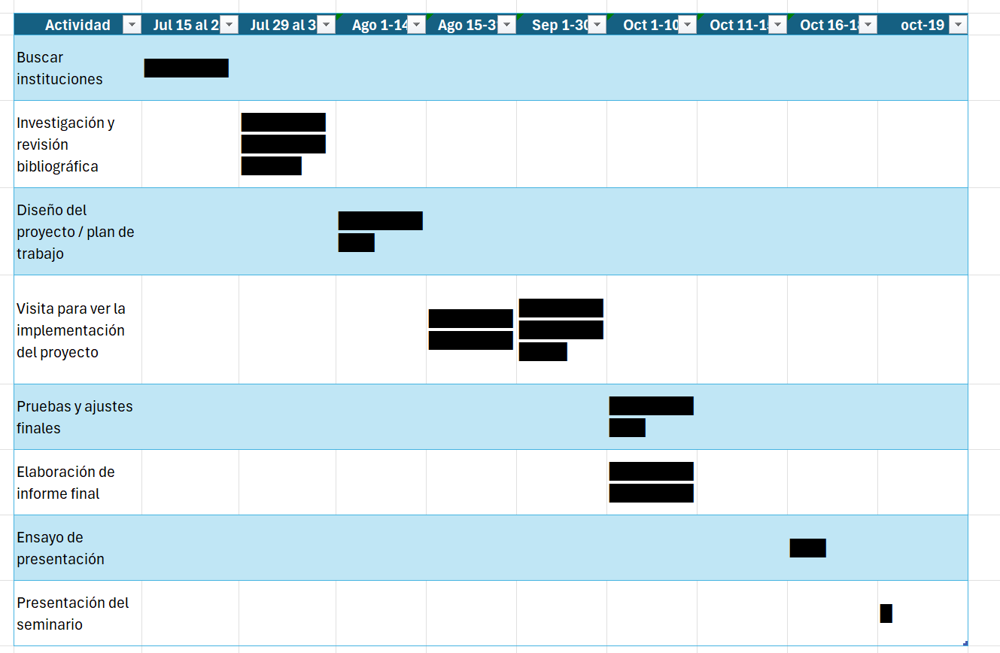 Actividad Jul 15 al 2 Jul 29 al 3 Ago 1-14 Ago 15-3 Sep 1-30 Oct 1-10 Oct 11-1 Oct 16-1 oct-19
Buscar
instituciones
Investigación y
revisión
bibliográfica
Diseño del
proyecto / plan de
trabajo
Visita para ver la
implementación
del proyecto
Pruebas y ajustes
finales
Elaboración de
informe final
Ensayo de
presentación
Presentación del
seminario